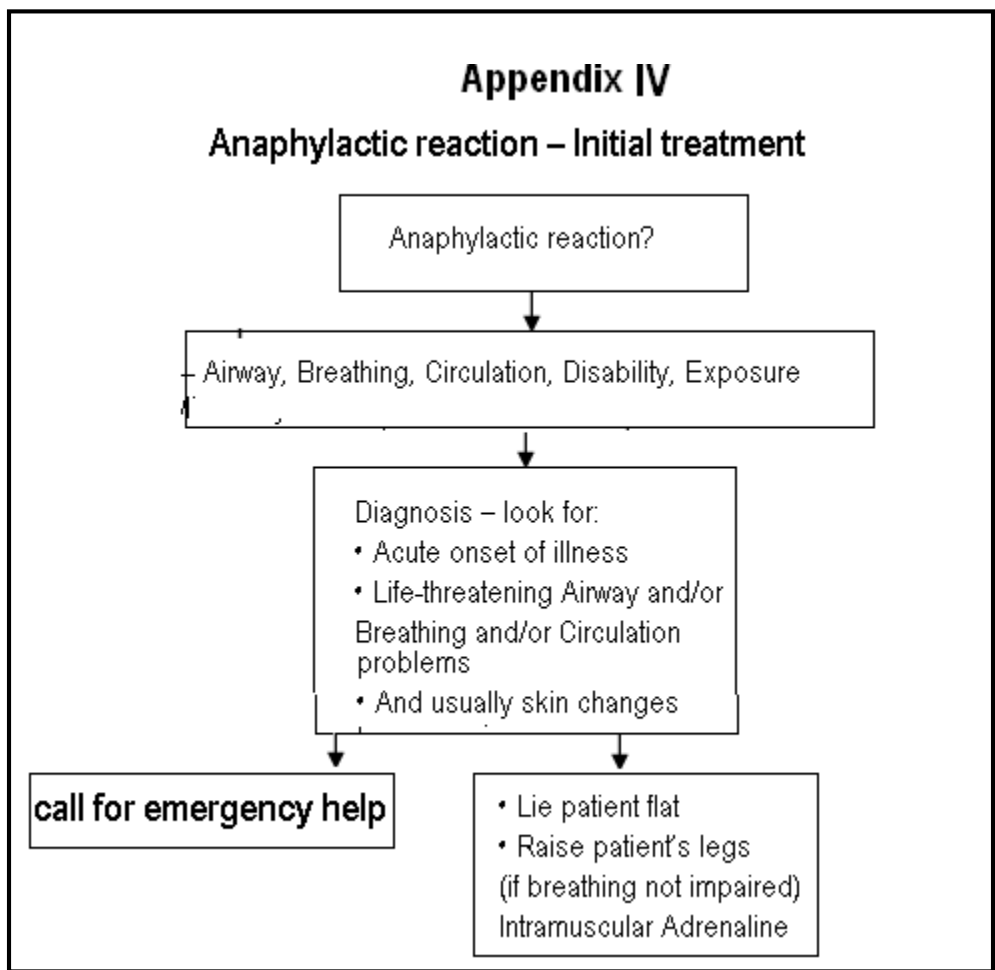 Appendix IV
Anaphylactic reaction – Initial treatment
Anaphylactic reaction?
Airway, Breathing, Circulation, Disability, Exposure
Diagnosis – look for:
• Acute onset of illness
• Life-threatening Airway and/or
Breathing and/or Circulation
problems
• And usually skin changes
call for emergency help
• Lie patient flat
• Raise patient's legs
(if breathing not impaired)
Intramuscular Adrenaline